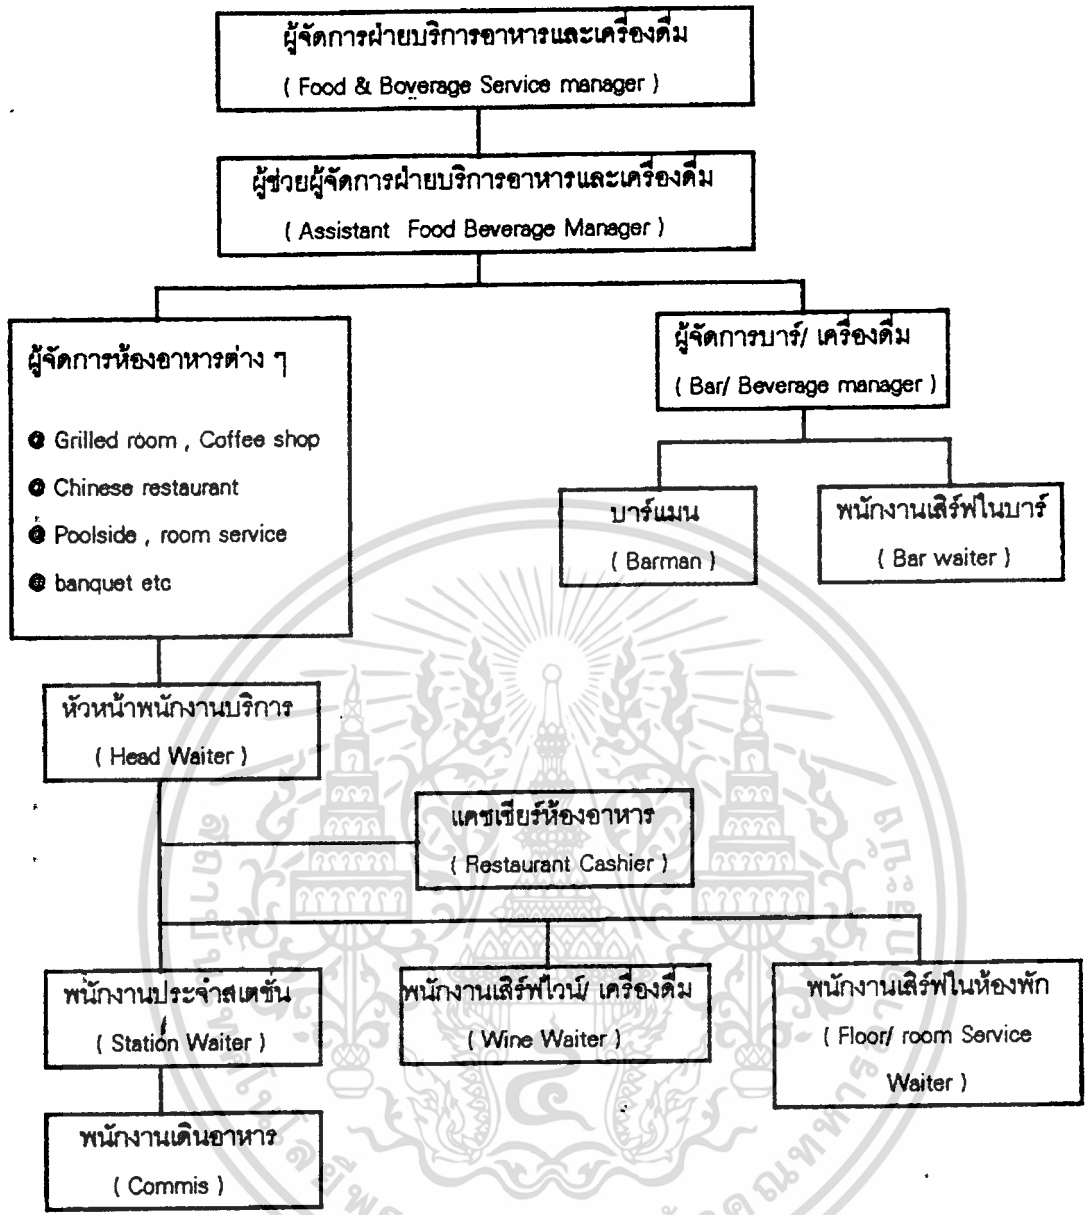 ผู้จัดการฝ่ายบริการอาหารและเครื่องดื่ม
( Food & Boverage Service manager )
ผู้ช่วยผู้จัดการฝ่ายบริการอาหารและเครื่องดื่ม
( Assistant Food Beverage Manager )
ผู้จัดการห้องอาหารต่าง ๆ
Grilled room , Coffee shop
Chinese restaurant
Poolside , room service
banquet etc
ผู้จัดการบาร์/ เครื่องดื่ม
( Bar/ Beverage manager )
บาร์แมน
( Barman )
พนักงานเสิร์ฟในบาร์
( Bar waiter )
หัวหน้าพนักงานบริการ
( Head Waiter )
แคชเชียร์ห้องอาหาร
( Restaurant Cashier )
พนักงานประจำสเตชั่น
( Station Waiter )
พนักงานเสิร์ฟไวน์/ เครื่องดื่ม
( Wine Waiter )
พนักงานเสิร์ฟในห้องพัก
( Floor/ room Service
Waiter )
พนักงานเดินอาหาร
( Commis )